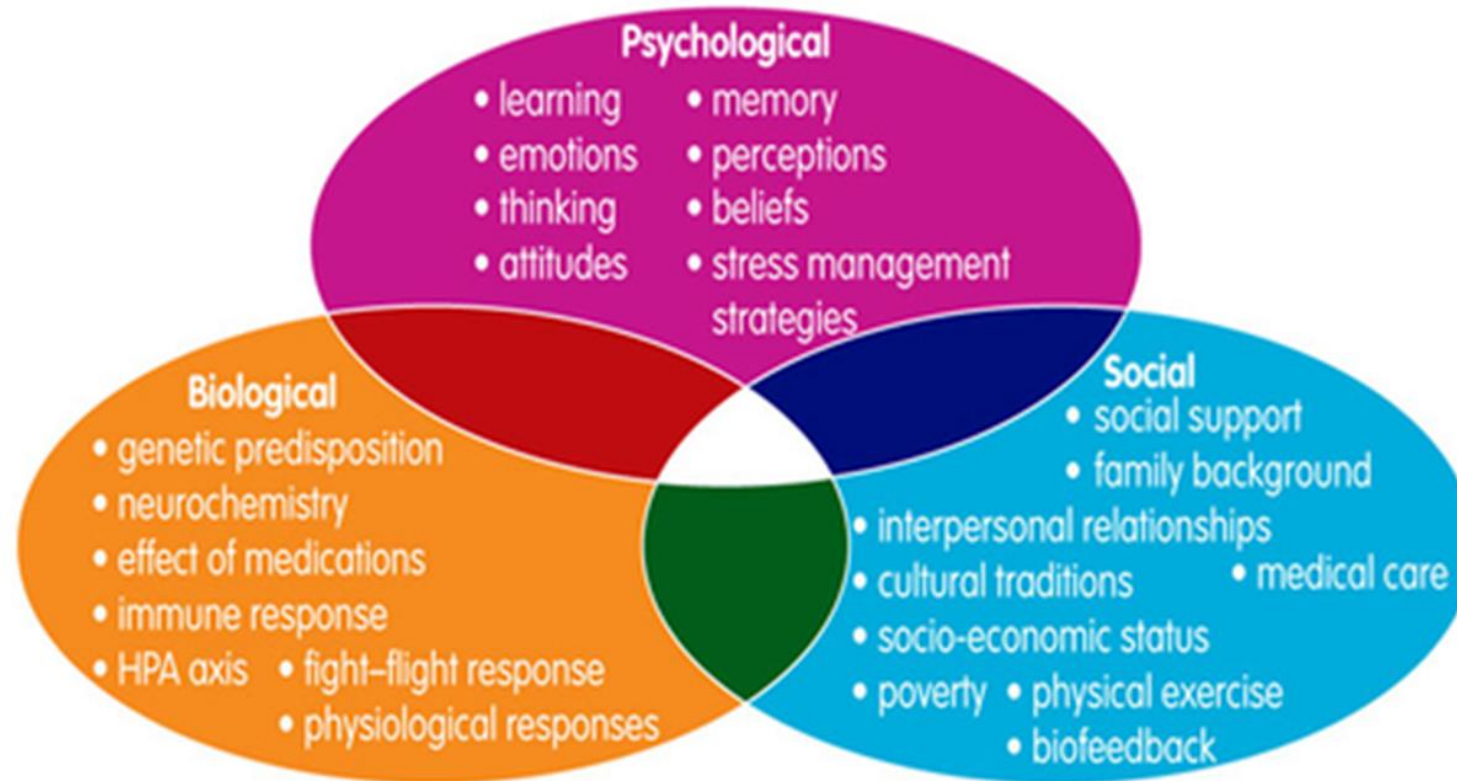 Psychological
• learning
• emotions
• thinking
• attitudes
• memory
• perceptions
• beliefs
• stress management
strategies
Biological
• genetic predisposition
• neurochemistry
• effect of medications
• immune response
• HPA axis • fight–flight response
• physiological responses
Social
• social support
• family background
• interpersonal relationships
• medical care
• cultural traditions
• socio-economic status
• poverty • physical exercise
• biofeedback